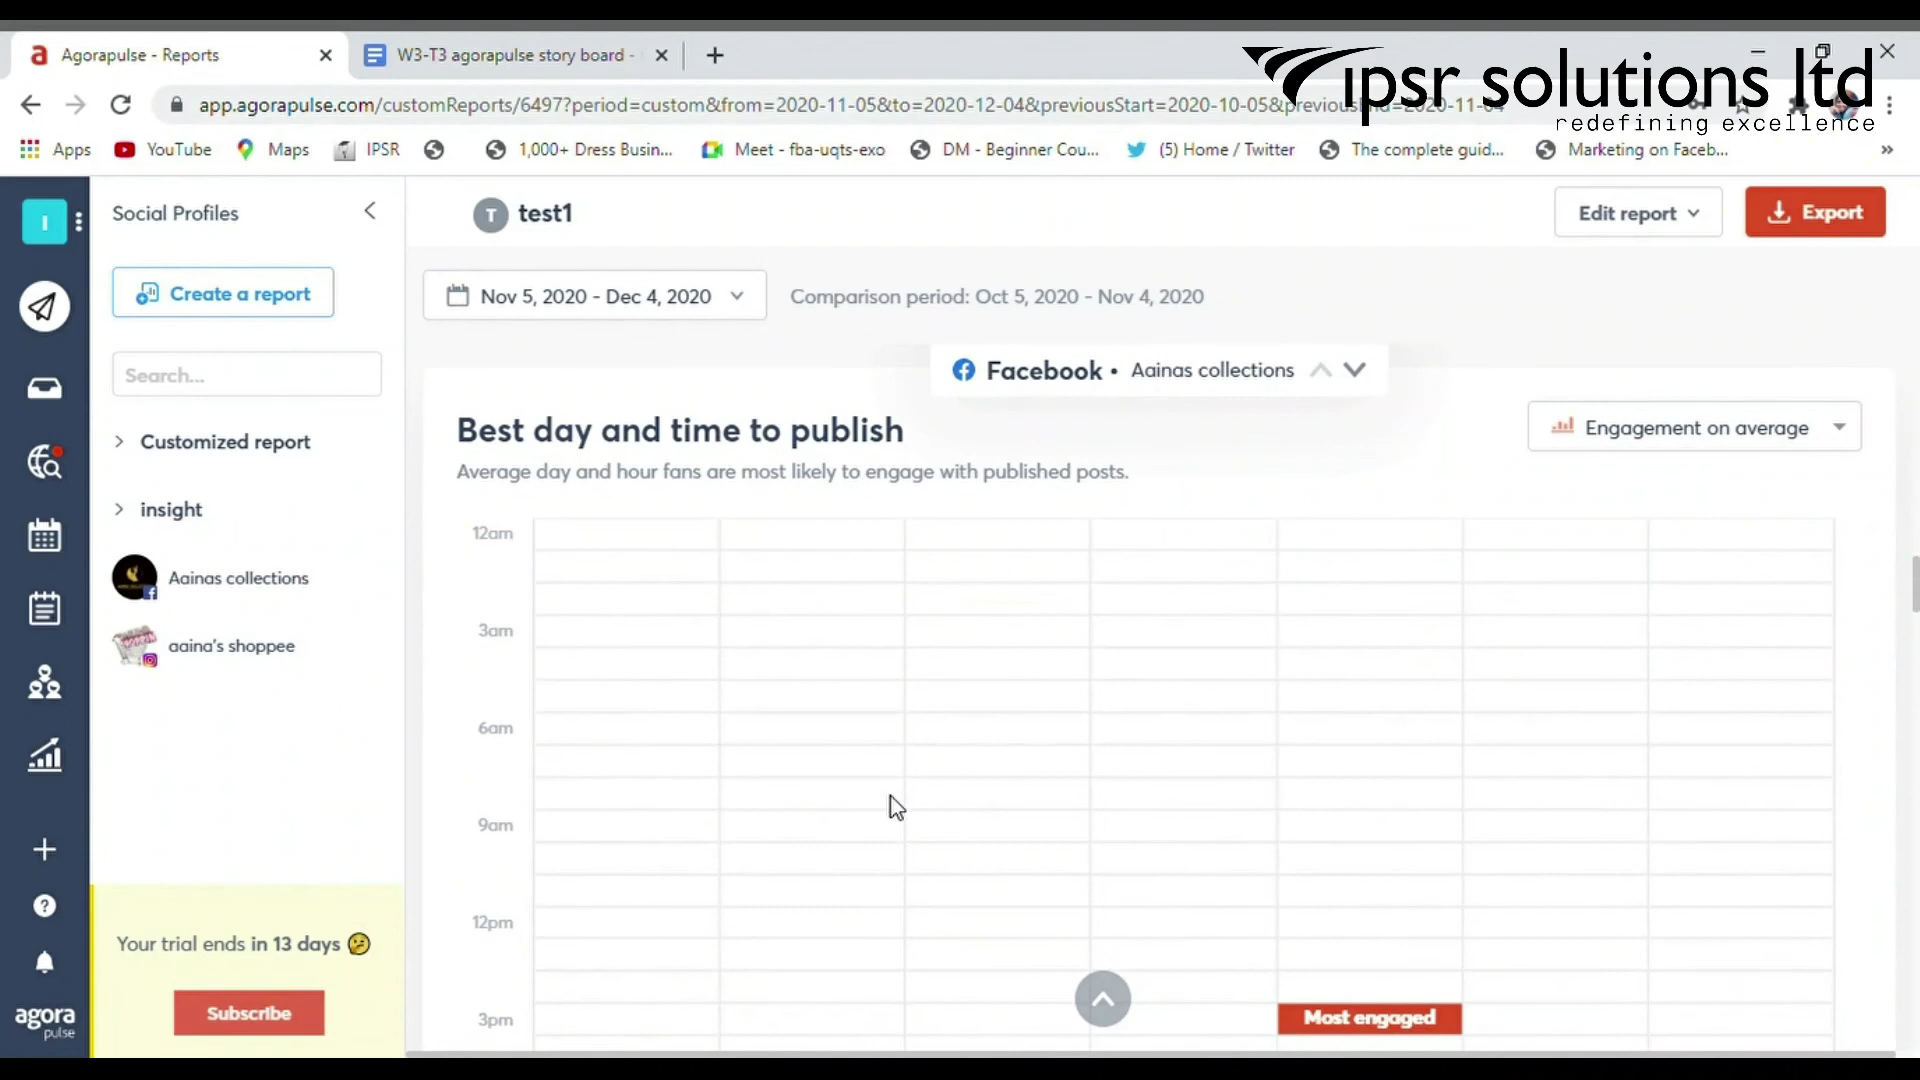 Agorapulse - Reports
W3-T3 agorapulse story board -
ipsr solutions ltd
redefining excellence
app.agorapulse.com/customReports/6497?period=custom&from=2020-11-05&to=2020-12-04&previousStart=2020-10-05&previousEnd=2020-11-04
Apps YouTube Maps IPSR 1,000+ Dress Busin... Meet - fba-uqts-exo DM - Beginner Cou... (5) Home / Twitter The complete guid... Marketing on Faceb... »
I
Social Profiles
T test1
Edit report
Export
Create a report
Nov 5, 2020 - Dec 4, 2020
Comparison period: Oct 5, 2020 - Nov 4, 2020
Search...
Facebook • Aainas collections
Customized report
Best day and time to publish
Engagement on average
Average day and hour fans are most likely to engage with published posts.
insight
Aainas collections
aaina's shoppee
12am
3am
6am
9am
12pm
3pm
Most engaged
Your trial ends in 13 days
Subscribe
agora
pulse